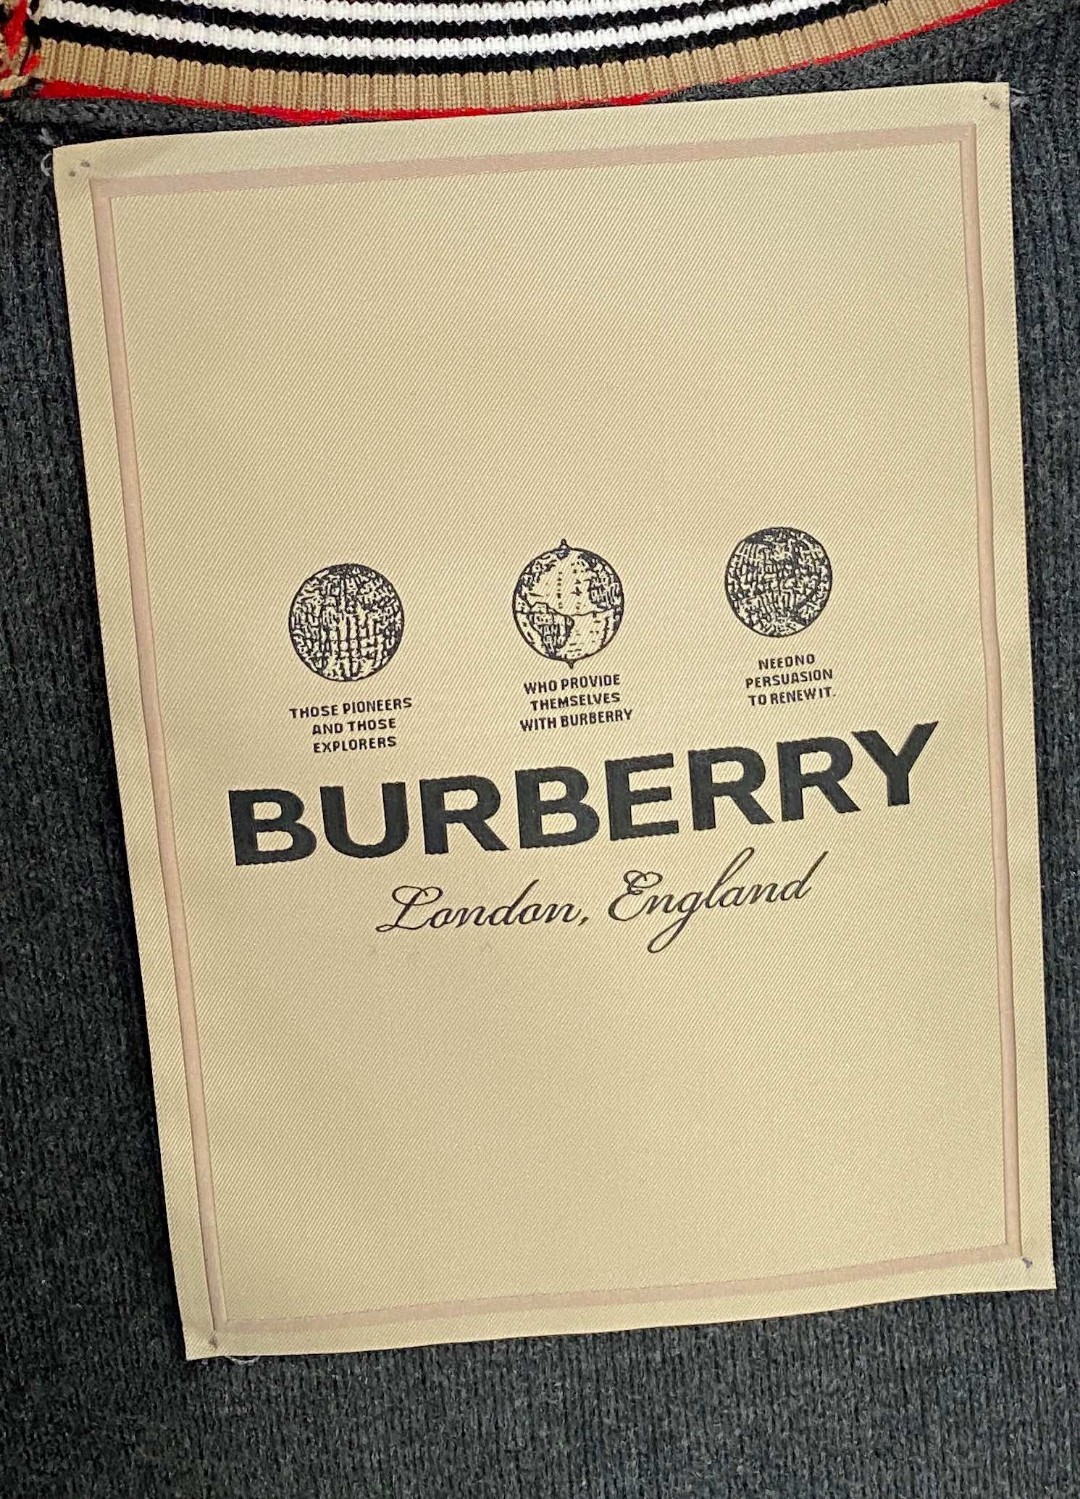 THOSE PIONEERS
AND THOSE
EXPLORERS
WHO PROVIDE
THEMSELVES
WITH BURBERRY
NEEDNO
PERSUASION
TO RENEW IT.
BURBERRY
London, England